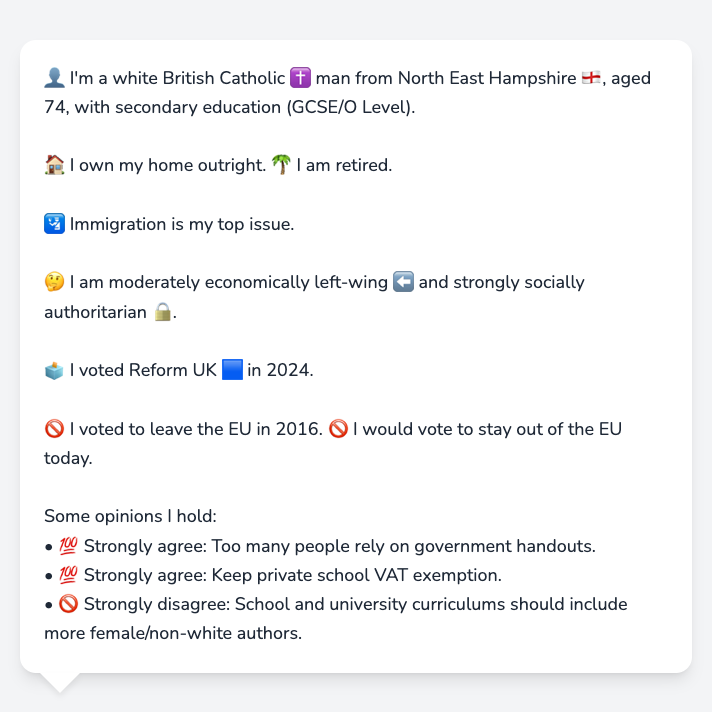 👤 I'm a white British Catholic ✝️ man from North East Hampshire 🏴󠁧󠁢󠁥󠁮󠁧󠁿, aged
74, with secondary education (GCSE/O Level).
🏠 I own my home outright. 🌴 I am retired.
🛂 Immigration is my top issue.
🤔 I am moderately economically left-wing ⬅️ and strongly socially
authoritarian 🔒.
🗳️ I voted Reform UK 🟦 in 2024.
🚫 I voted to leave the EU in 2016. 🚫 I would vote to stay out of the EU
today.
Some opinions I hold:
• 💯 Strongly agree: Too many people rely on government handouts.
• 💯 Strongly agree: Keep private school VAT exemption.
• 🚫 Strongly disagree: School and university curriculums should include
more female/non-white authors.